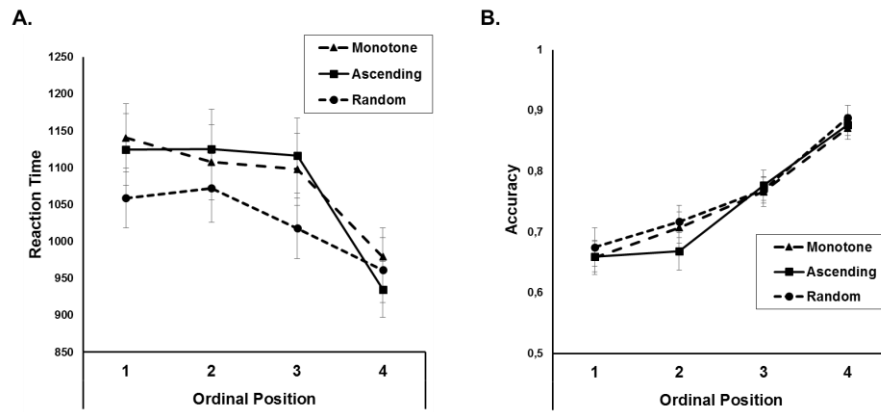 A.
1250
1200
1150
1100
1050
1000
950
900
850
Reaction Time
Monotone
Ascending
Random
1 2 3 4
Ordinal Position
B.
1
0,9
0,8
0,7
0,6
0,5
Accuracy
Monotone
Ascending
Random
1 2 3 4
Ordinal Position